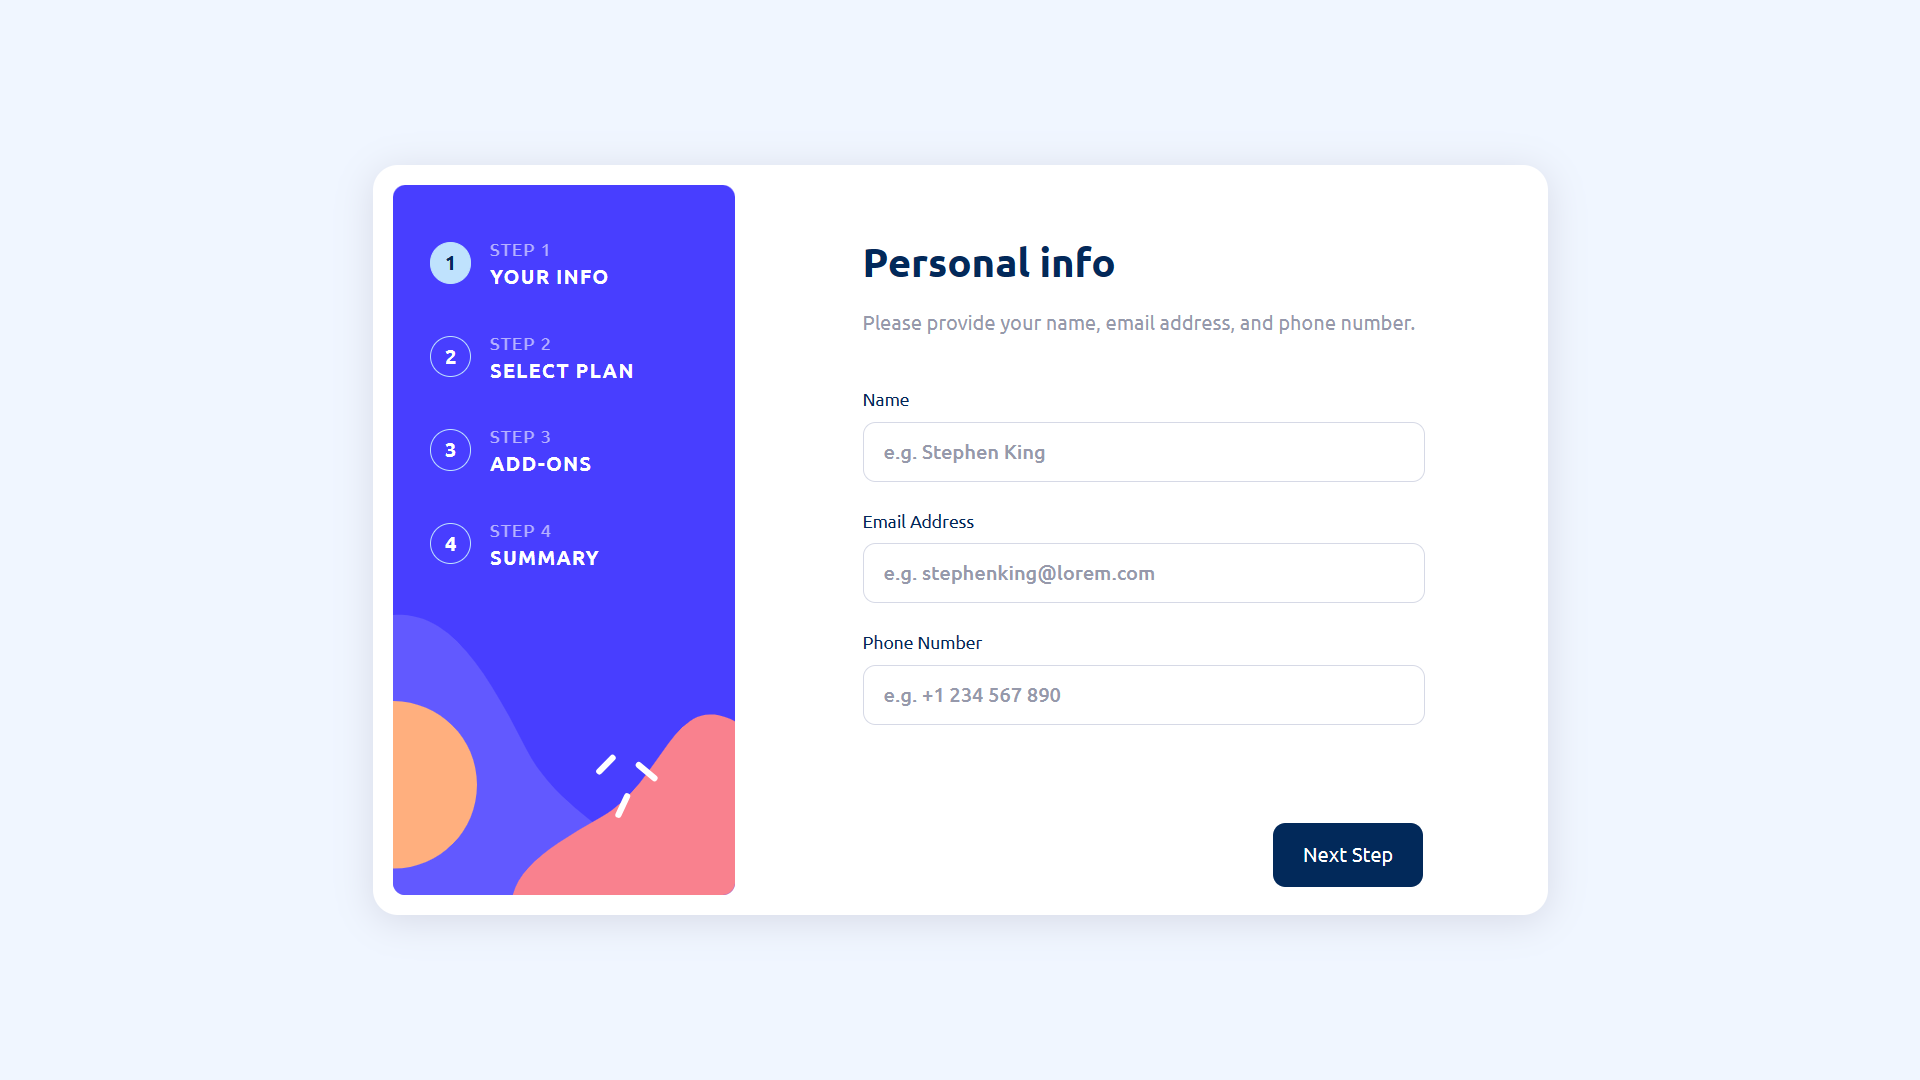 1
STEP 1
YOUR INFO
2
STEP 2
SELECT PLAN
3
STEP 3
ADD-ONS
4
STEP 4
SUMMARY
Personal info
Please provide your name, email address, and phone number.
Name
e.g. Stephen King
Email Address
e.g. stephenking@lorem.com
Phone Number
e.g. +1 234 567 890
Next Step